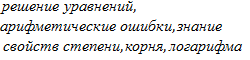 решение уравнений,
арифметические ошибки,знание
свойств степени,корня,логарифма